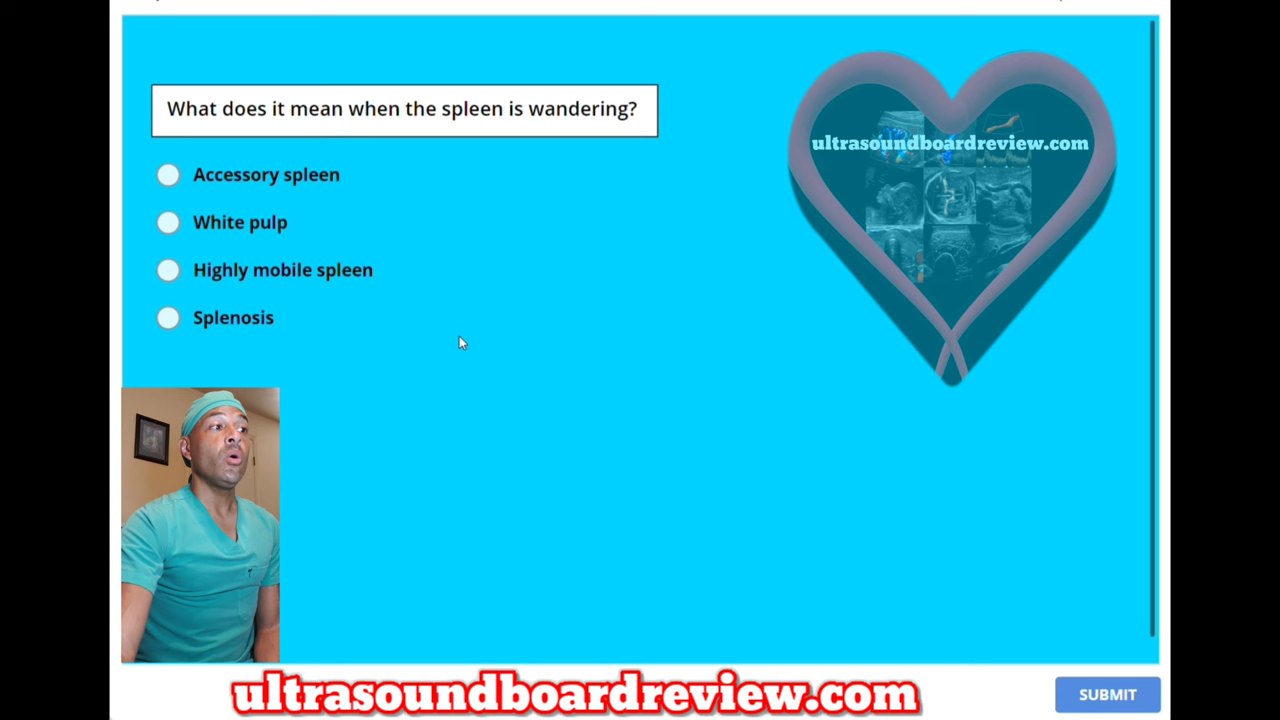 What does it mean when the spleen is wandering?
ultrasoundboardreview.com
Accessory spleen
White pulp
Highly mobile spleen
Splenosis
ultrasoundboardreview.com
SUBMIT